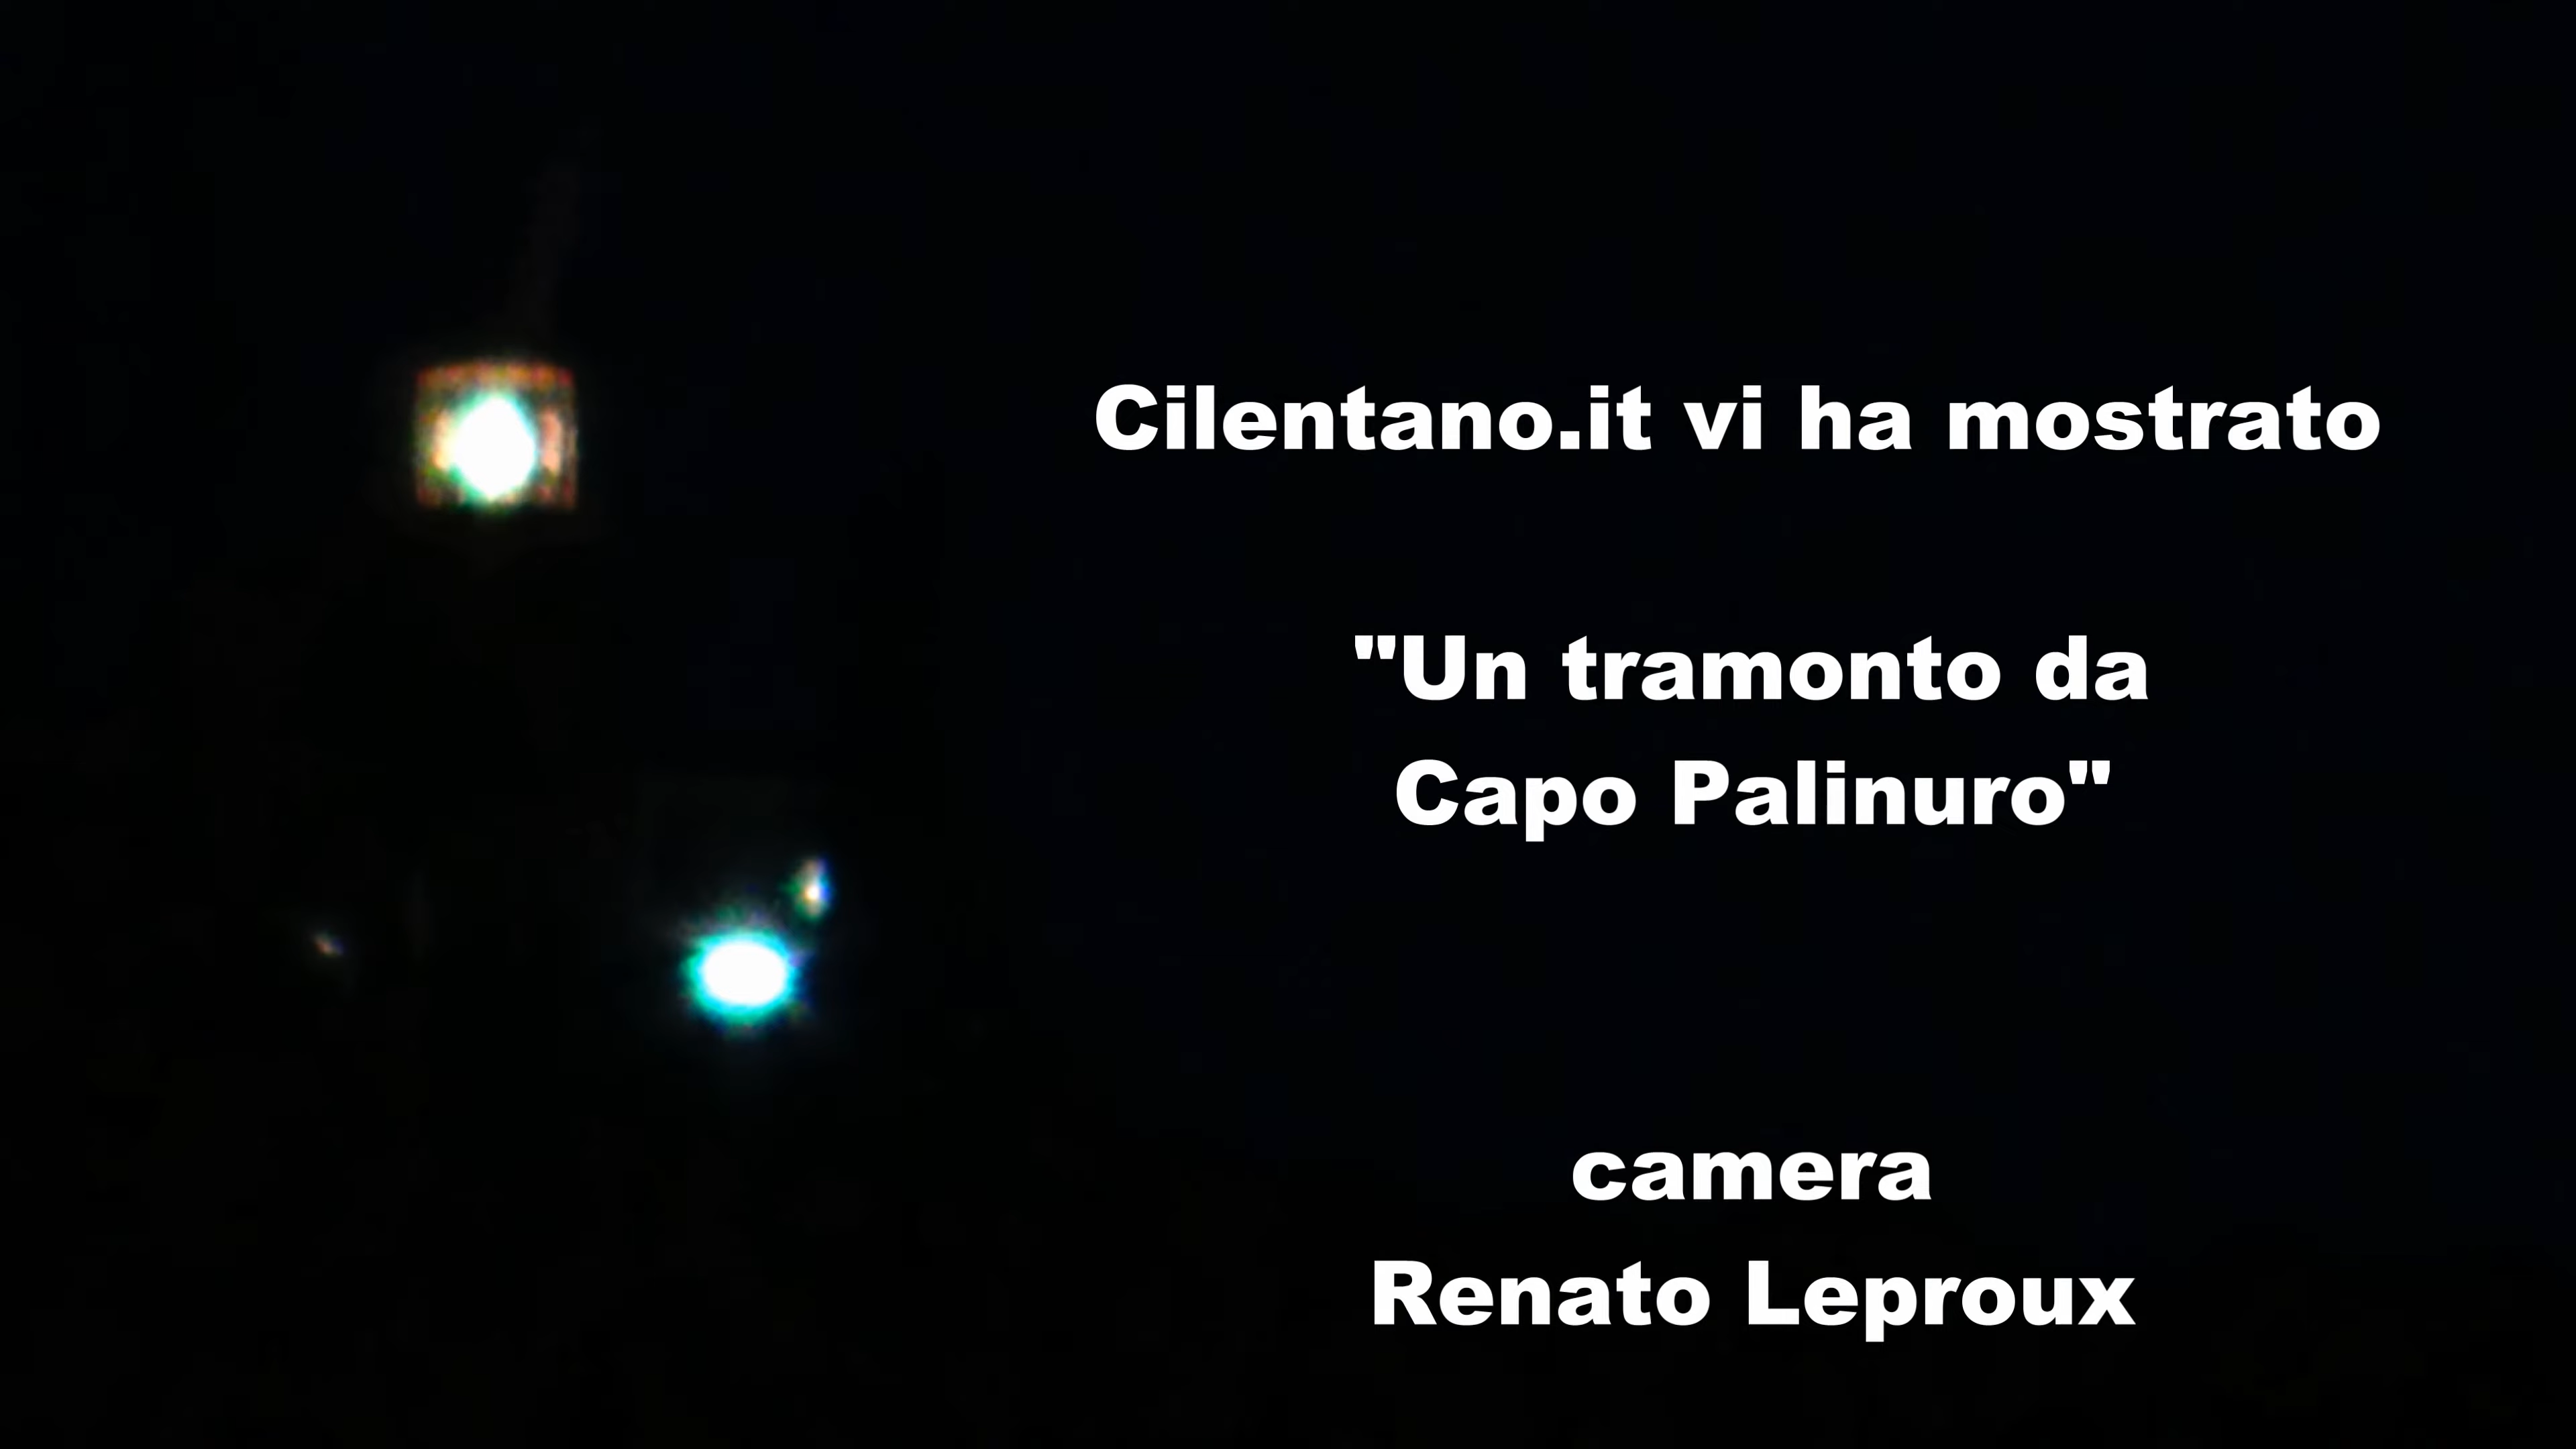 Cilentano.it vi ha mostrato
"Un tramonto da
Capo Palinuro"
camera
Renato Leproux